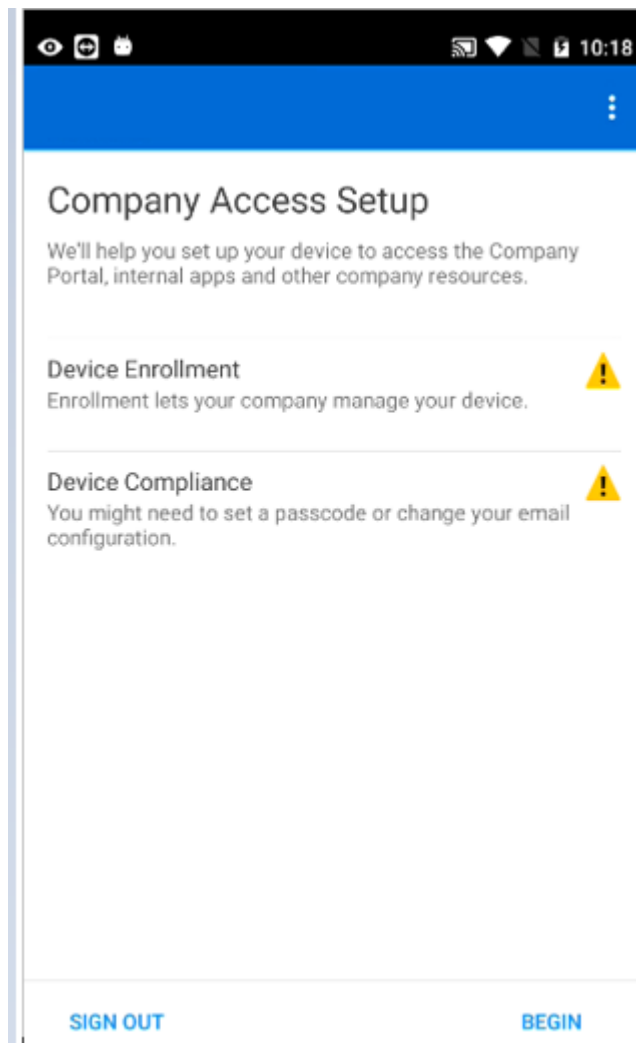 10:18
Company Access Setup
We'll help you set up your device to access the Company
Portal, internal apps and other company resources.
Device Enrollment
Enrollment lets your company manage your device.
Device Compliance
You might need to set a passcode or change your email
configuration.
SIGN OUT BEGIN